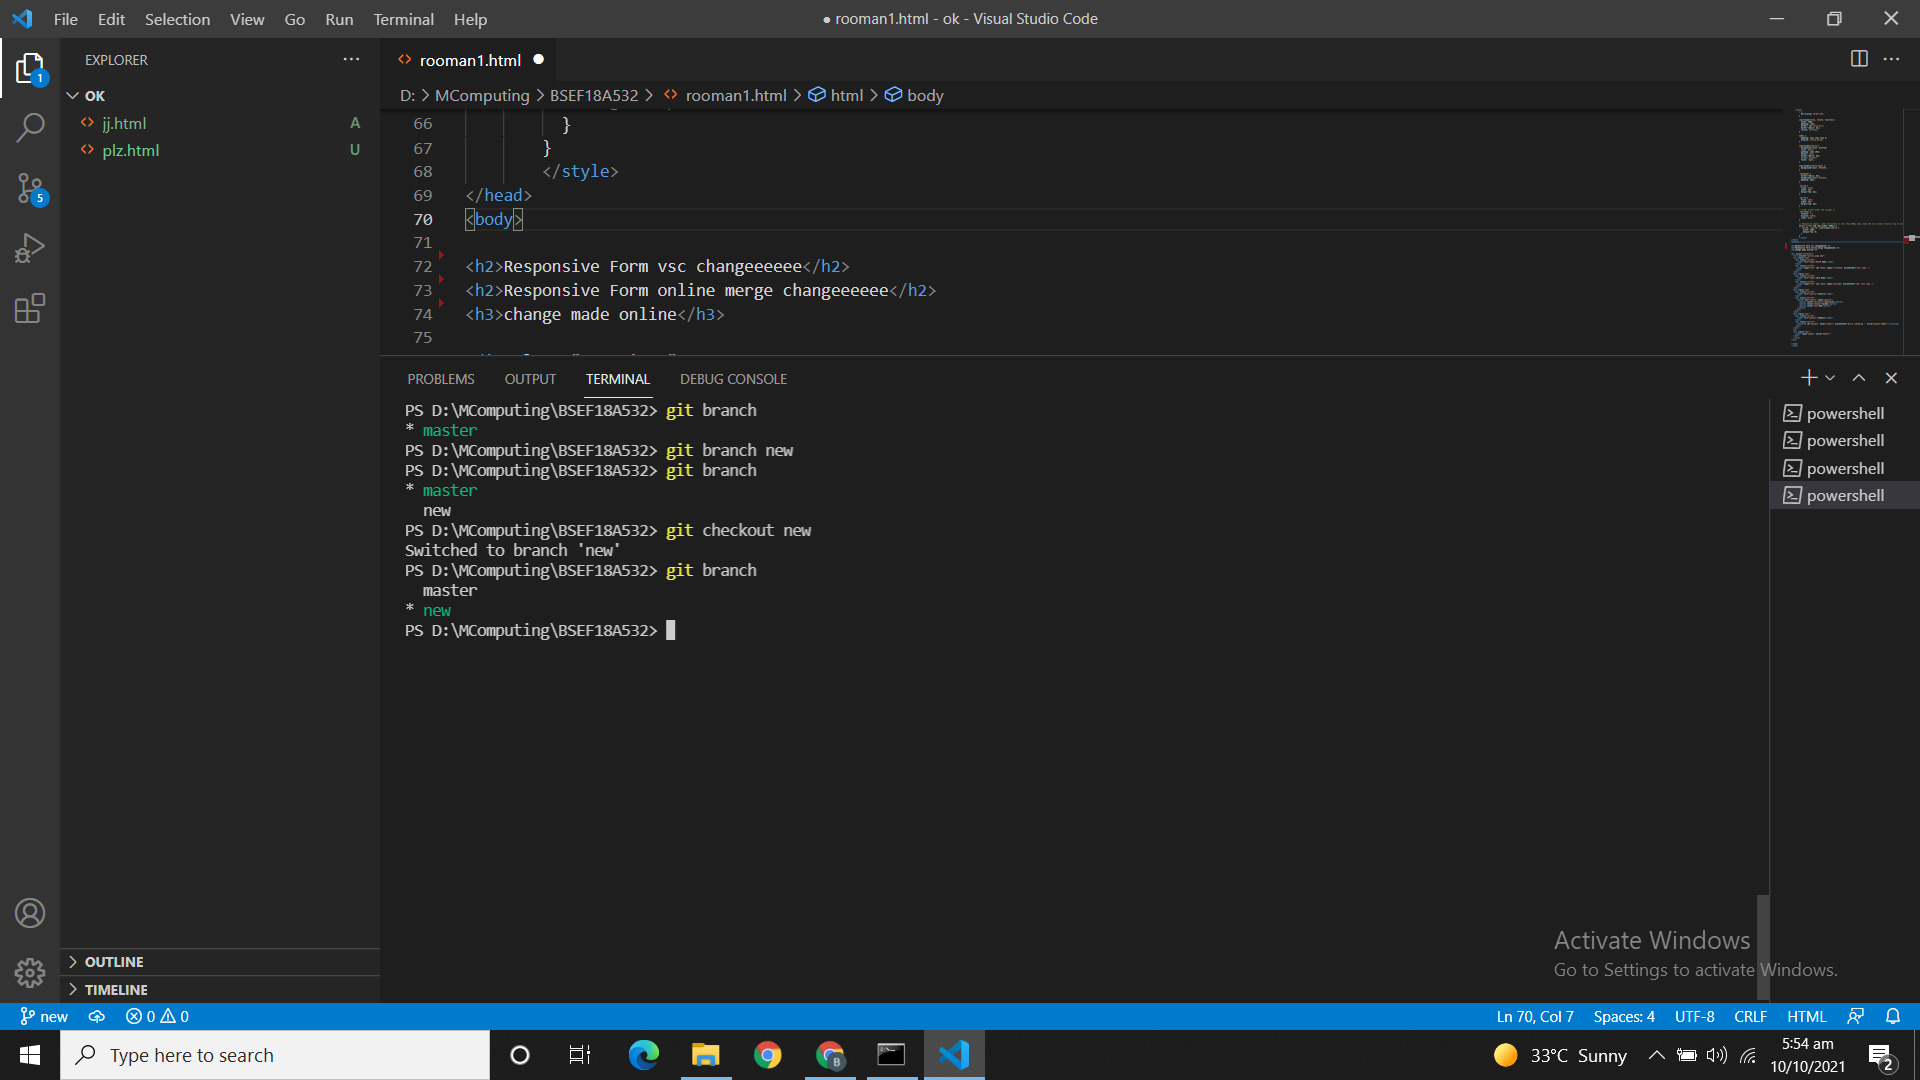 File Edit Selection View Go Run Terminal Help
● rooman1.html - ok - Visual Studio Code
EXPLORER
OK
jj.html A
plz.html U
OUTLINE
TIMELINE
1
5
rooman1.html
D: > MComputing > BSEF18A532 > rooman1.html > html > body
66 }
67 }
68 </style>
69 </head>
70 <body>
71
72 <h2>Responsive Form vsc changeeeeee</h2>
73 <h2>Responsive Form online merge changeeeeee</h2>
74 <h3>change made online</h3>
75
PROBLEMS OUTPUT TERMINAL DEBUG CONSOLE
PS D:\MComputing\BSEF18A532> git branch
* master
PS D:\MComputing\BSEF18A532> git branch new
PS D:\MComputing\BSEF18A532> git branch
* master
new
PS D:\MComputing\BSEF18A532> git checkout new
Switched to branch 'new'
PS D:\MComputing\BSEF18A532> git branch
master
* new
PS D:\MComputing\BSEF18A532>
powershell
powershell
powershell
powershell
Activate Windows
Go to Settings to activate Windows.
new 0 0
Ln 70, Col 7 Spaces: 4 UTF-8 CRLF HTML
Type here to search
B
33°C Sunny
5:54 am
10/10/2021
2